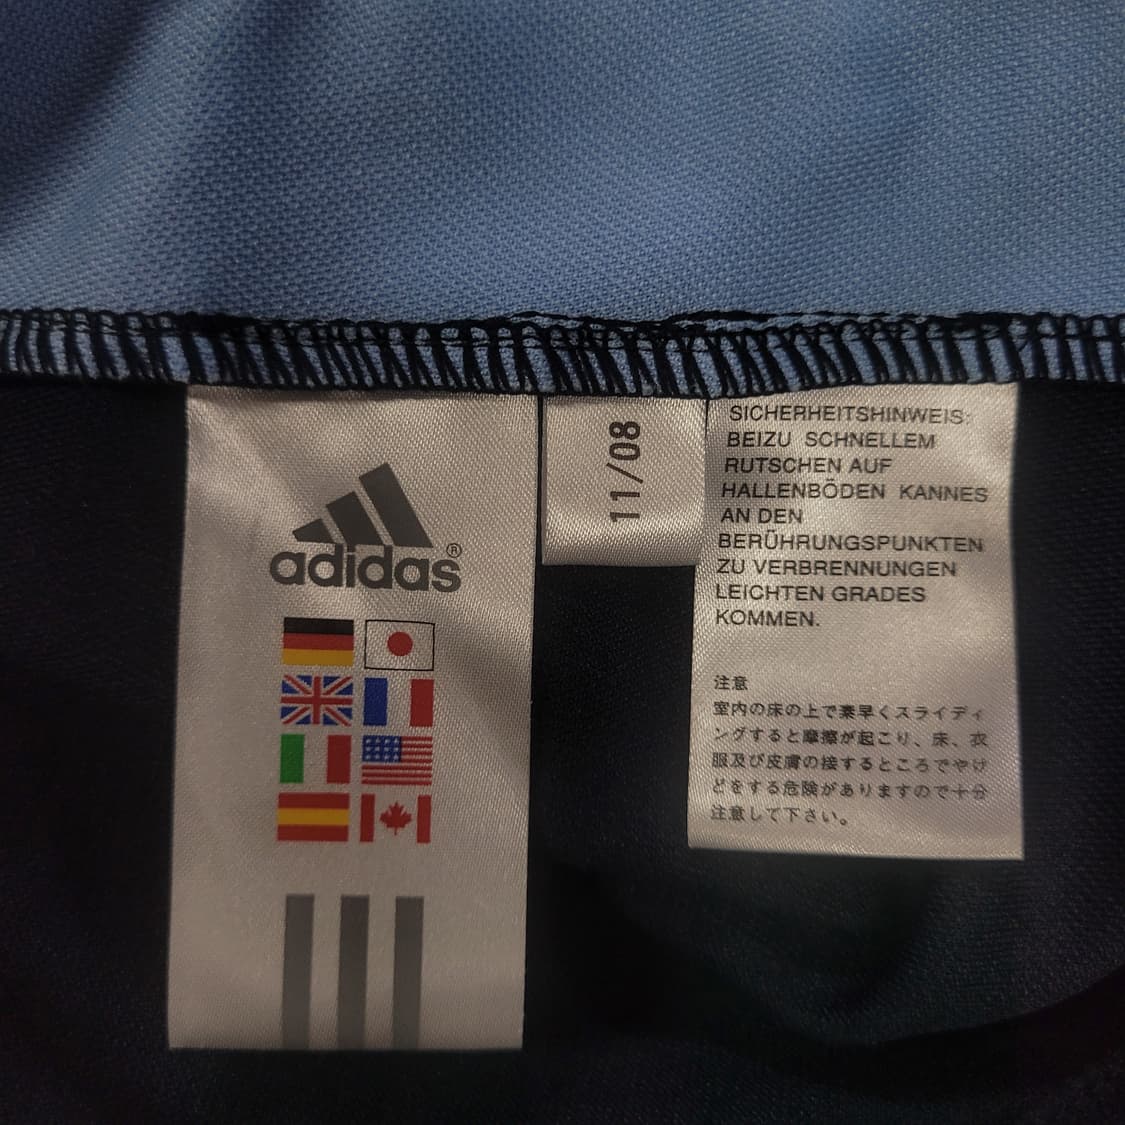 adidas®
11/08
SICHERHEITSHINWEIS:
BEIZU SCHNELLEM
RUTSCHEN AUF
HALLENBÖDEN KANNES
AN DEN
BERÜHRUNGSPUNKTEN
ZU VERBRENNUNGEN
LEICHTEN GRADES
KOMMEN.
注意
室内の床の上で素早くスライディ
ングすると摩擦が起こり、床、衣
服及び皮膚の接するところでやけ
どをする危険がありますので十分
注意して下さい。